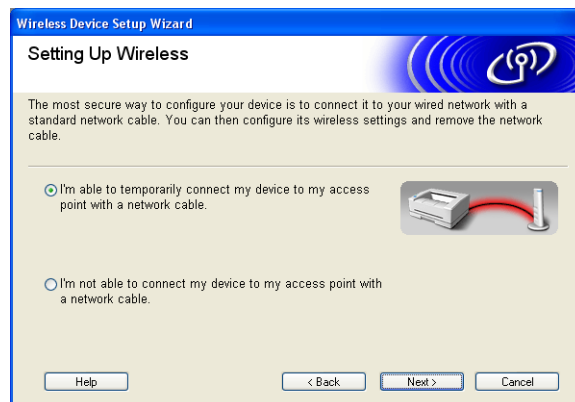 Wireless Device Setup Wizard
Setting Up Wireless
The most secure way to configure your device is to connect it to your wired network with a
standard network cable. You can then configure its wireless settings and remove the network
cable.
I'm able to temporarily connect my device to my access
point with a network cable.
I'm not able to connect my device to my access point with
a network cable.
Help
< Back
Next >
Cancel